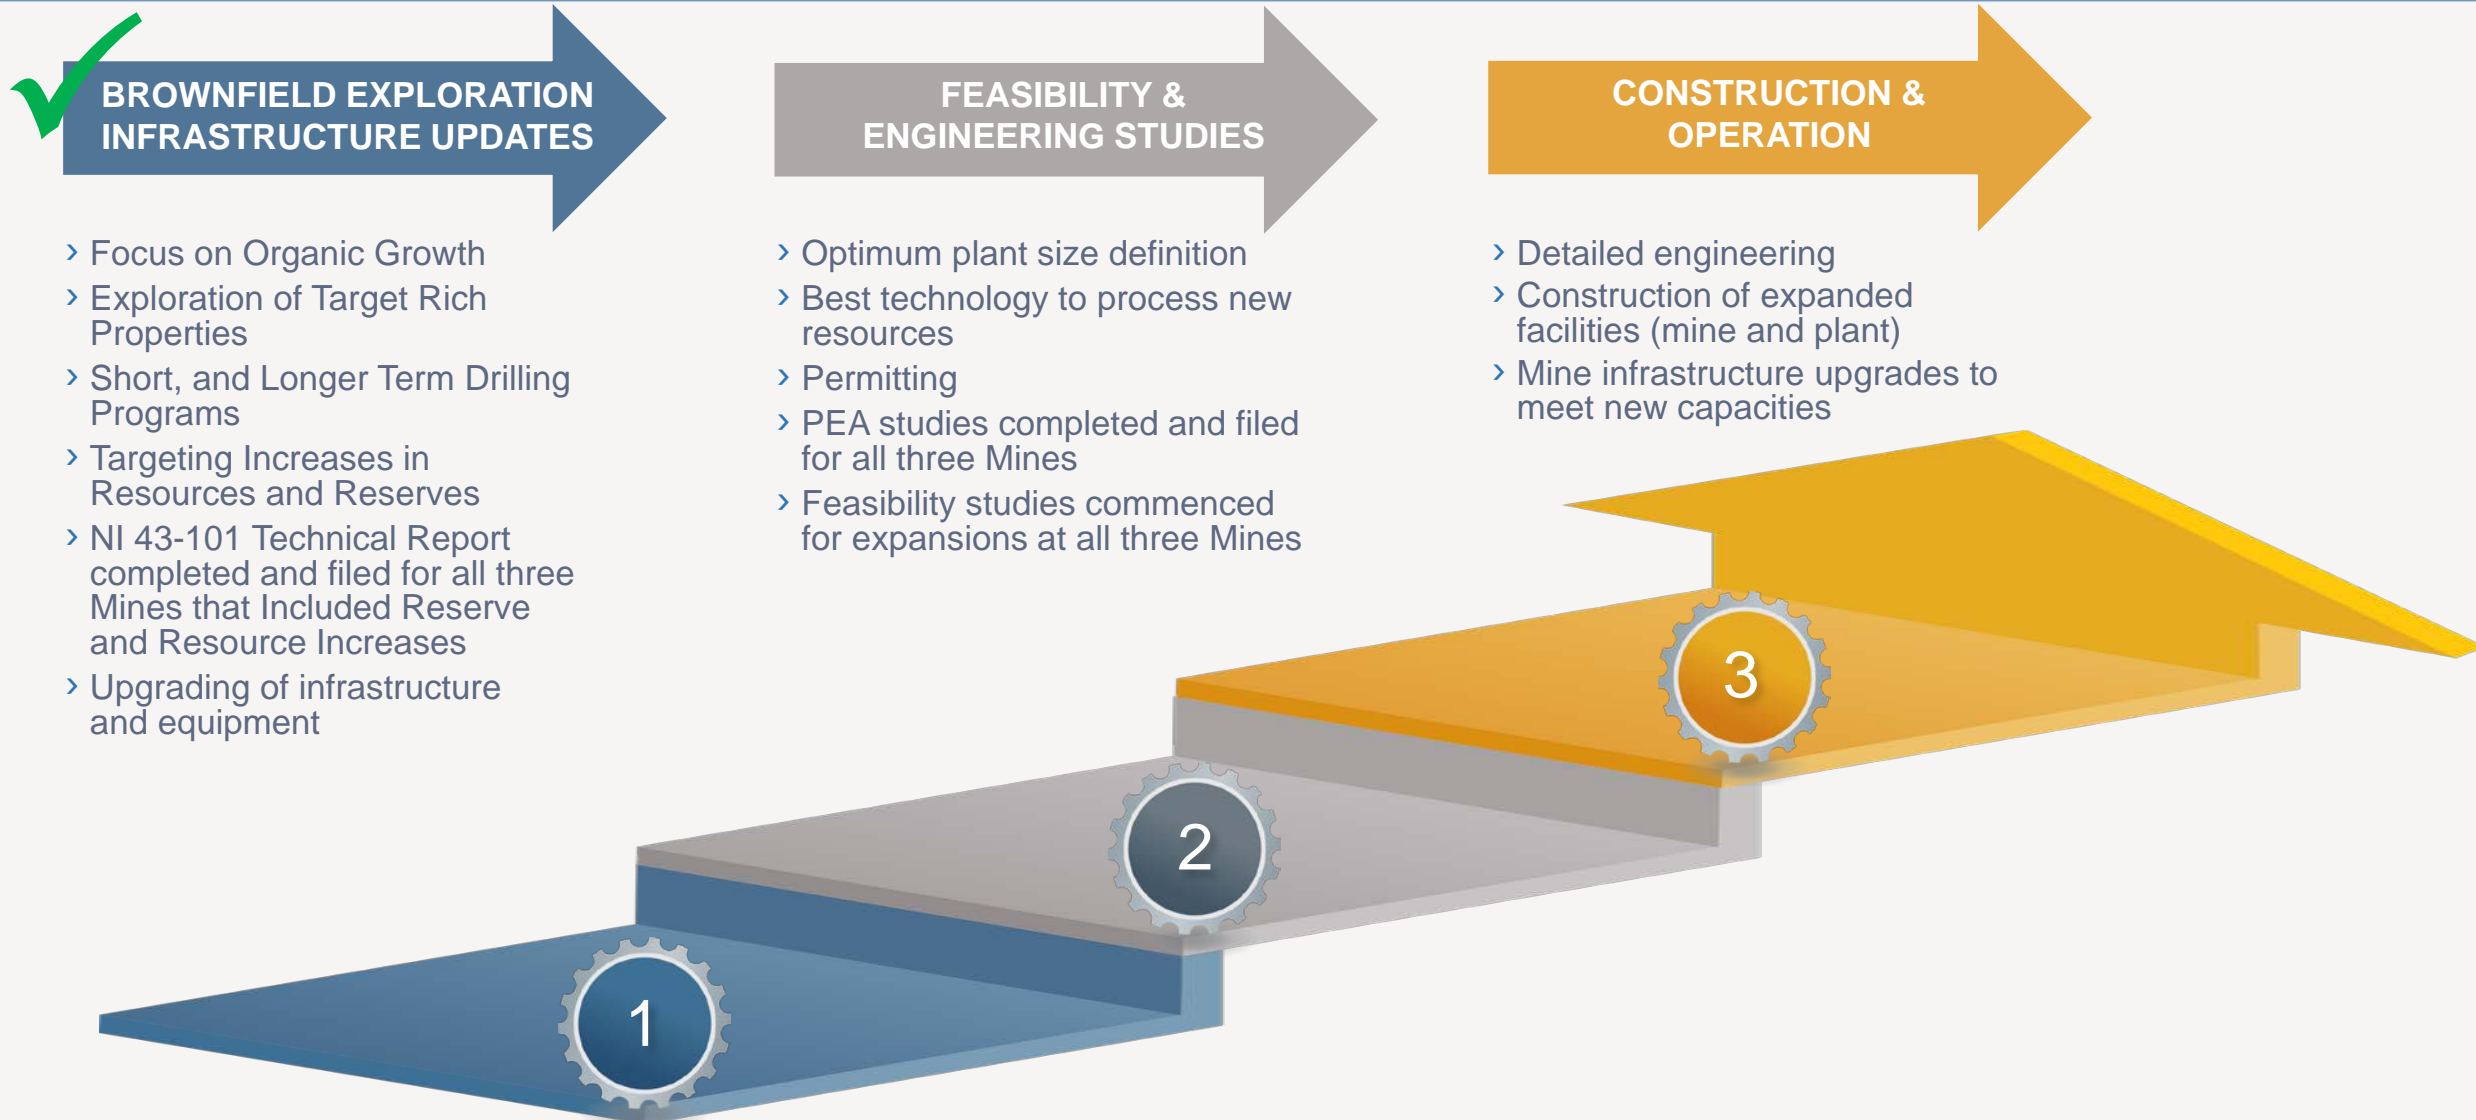 BROWNFIELD EXPLORATION
INFRASTRUCTURE UPDATES
› Focus on Organic Growth
› Exploration of Target Rich
Properties
› Short, and Longer Term Drilling
Programs
› Targeting Increases in
Resources and Reserves
› NI 43-101 Technical Report
completed and filed for all three
Mines that Included Reserve
and Resource Increases
› Upgrading of infrastructure
and equipment
FEASIBILITY &
ENGINEERING STUDIES
› Optimum plant size definition
› Best technology to process new
resources
› Permitting
› PEA studies completed and filed
for all three Mines
› Feasibility studies commenced
for expansions at all three Mines
CONSTRUCTION &
OPERATION
› Detailed engineering
› Construction of expanded
facilities (mine and plant)
› Mine infrastructure upgrades to
meet new capacities
1
2
3